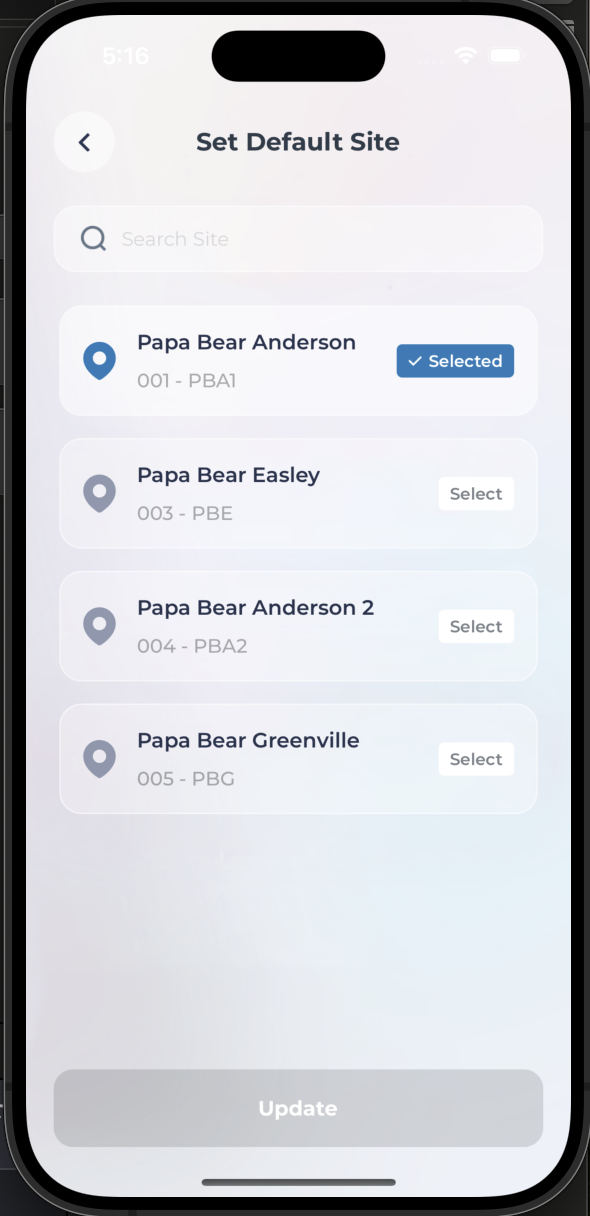 5:16
Set Default Site
Search Site
Papa Bear Anderson
001 - PBA1
Selected
Papa Bear Easley
003 - PBE
Select
Papa Bear Anderson 2
004 - PBA2
Select
Papa Bear Greenville
005 - PBG
Select
Update